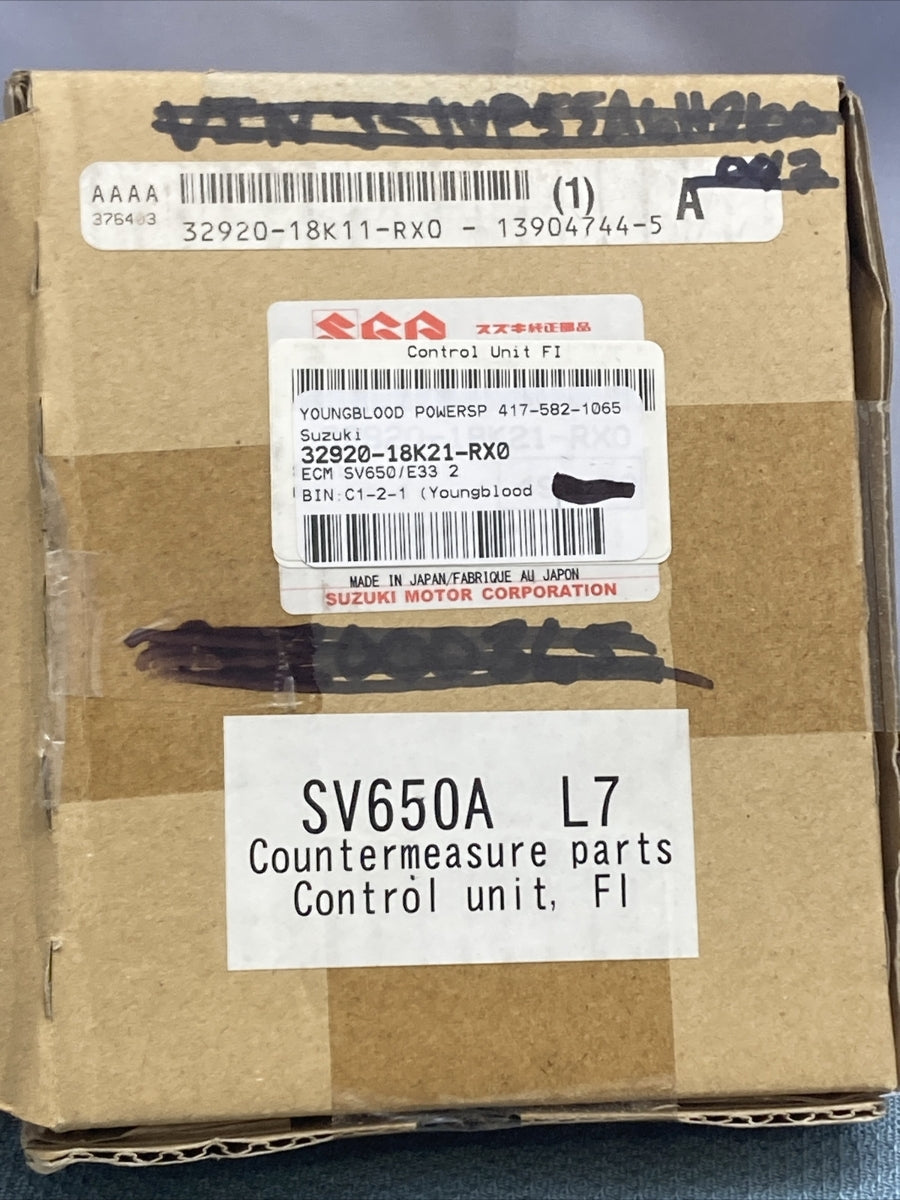 AAAA
376403
(1)
A
32920-18K11-RX0 - 13904744-5
スズキ純正部品
Control Unit FI
YOUNGBLOOD POWERSP 417-582-1065
Suzuki
32920-18K21-RX0
ECM SV650/E33 2
BIN:C1-2-1 (Youngblood
MADE IN JAPAN/FABRIQUE AU JAPON
SUZUKI MOTOR CORPORATION
SV650A L7
Countermeasure parts
Control unit, FI